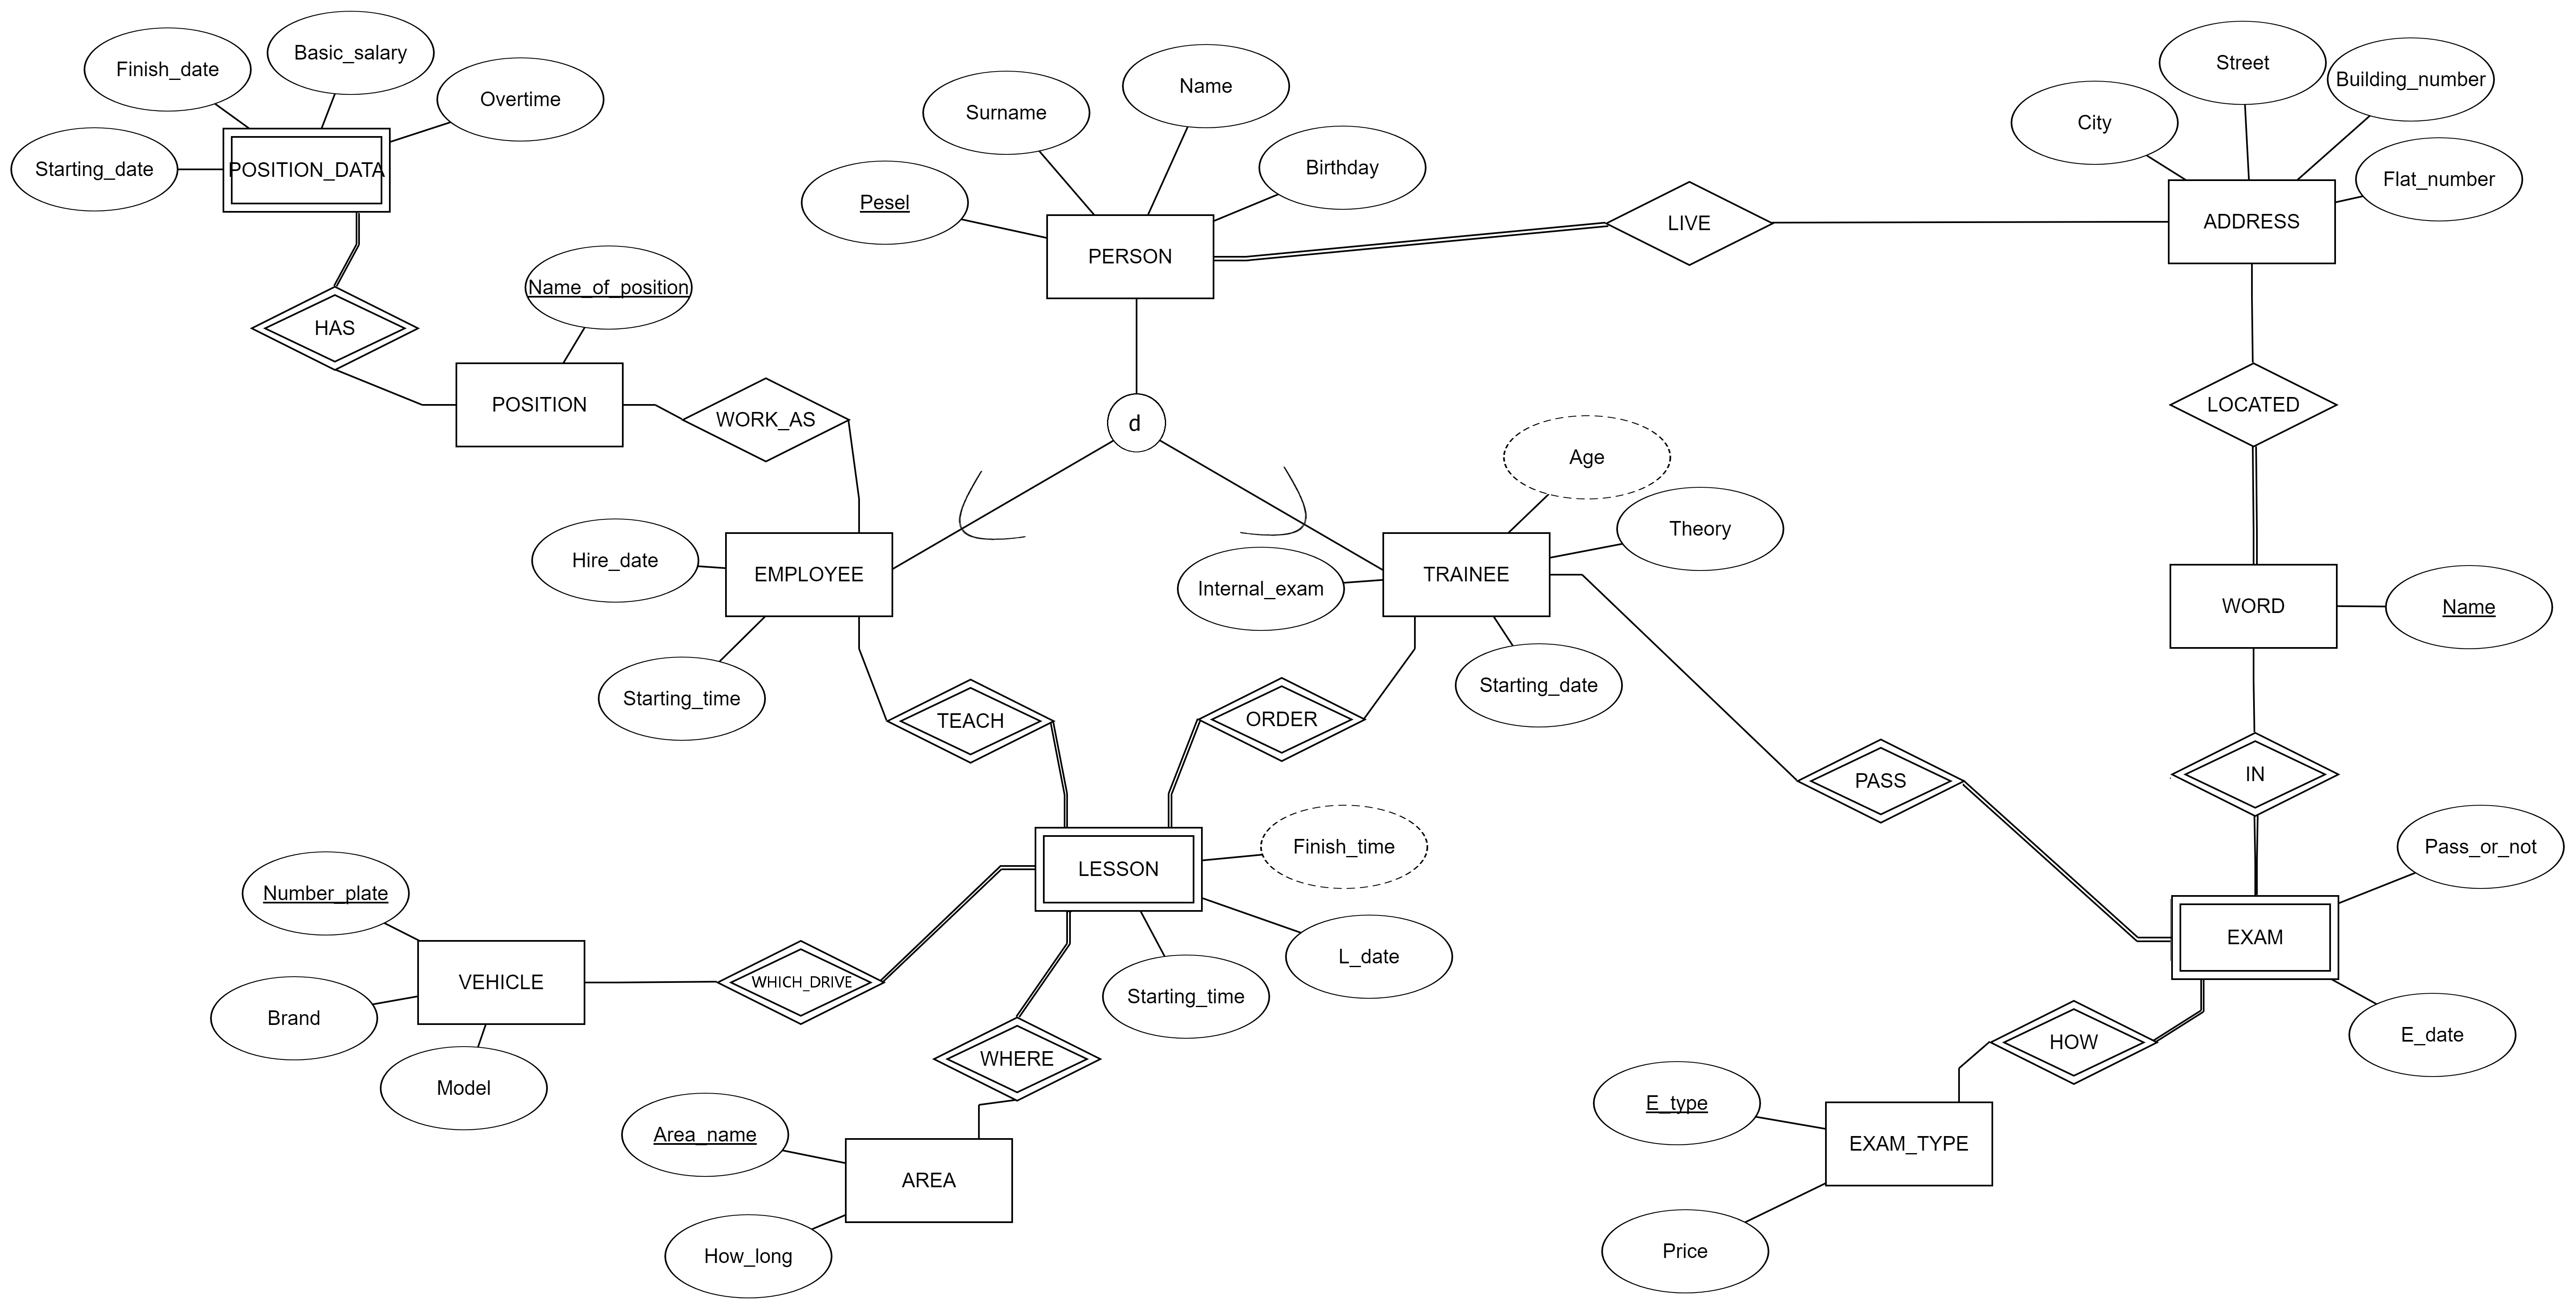 Finish_date
Basic_salary
Overtime
Starting_date
POSITION_DATA
HAS
Name_of_position
POSITION
WORK_AS
Surname
Name
Birthday
Pesel
PERSON
LIVE
City
Street
Building_number
Flat_number
ADDRESS
LOCATED
WORD
Name
d
Hire_date
EMPLOYEE
Starting_time
Age
Theory
Internal_exam
TRAINEE
Starting_date
TEACH
ORDER
PASS
IN
LESSON
Finish_time
L_date
Starting_time
Number_plate
VEHICLE
Brand
Model
WHICH_DRIVE
WHERE
Area_name
AREA
How_long
Pass_or_not
EXAM
E_date
HOW
E_type
EXAM_TYPE
Price